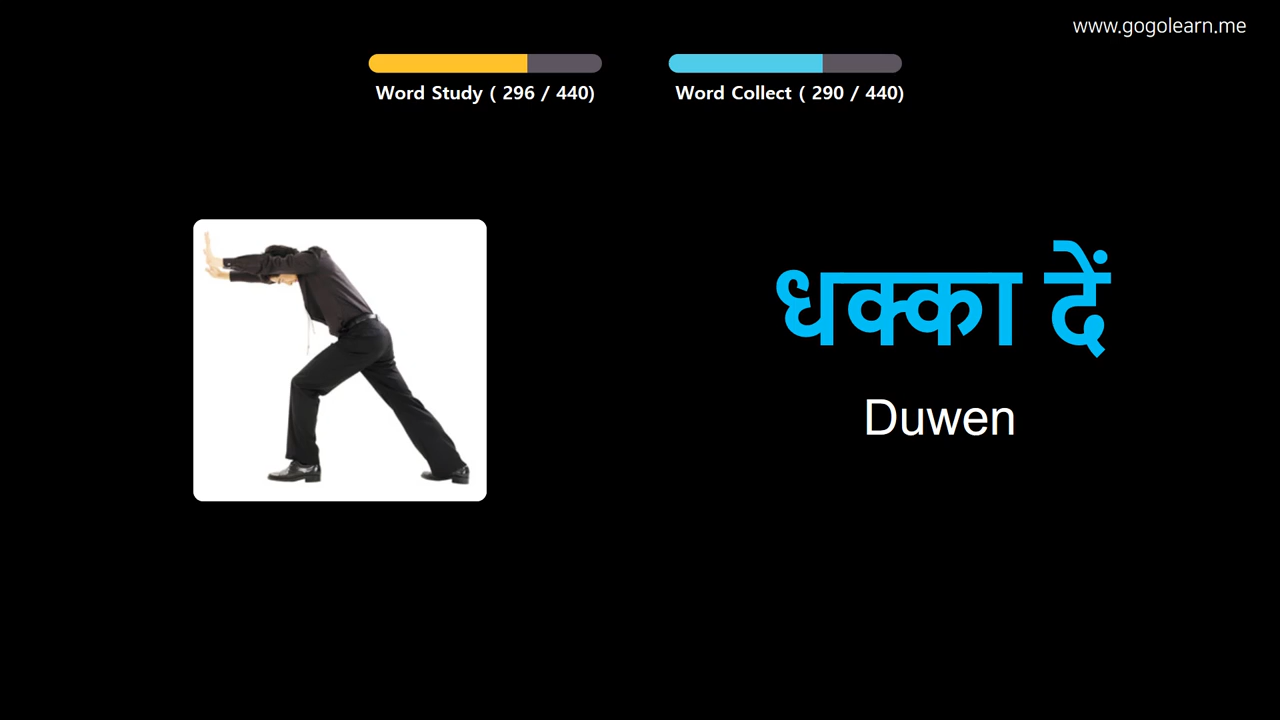 www.gogolearn.me
Word Study ( 296 / 440)
Word Collect ( 290 / 440)
धक्का दें
Duwen